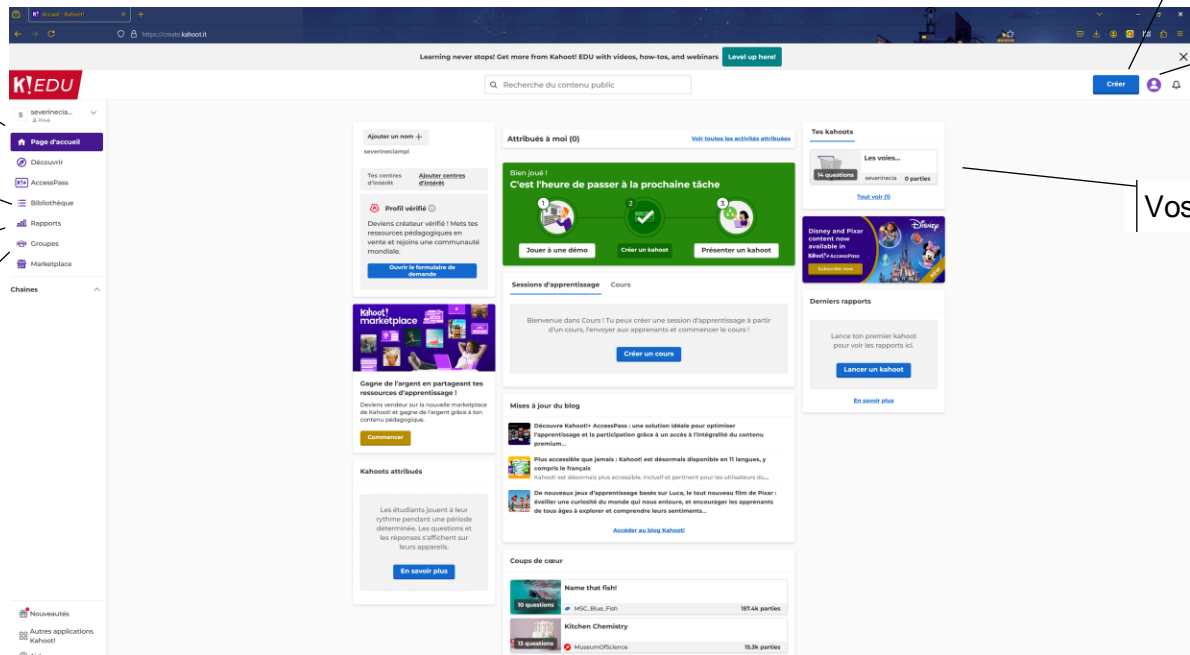 Accueil - Kahoot!
https://create.kahoot.it
Learning never stops! Get more from Kahoot! EDU with videos, how-tos, and webinars
Level up here!
K!EDU
Recherche du contenu public
Créer
S
severinecia...
Privé
Page d'accueil
Découvrir
AccessPass
Bibliothèque
Rapports
Groupes
Marketplace
Chaines
Nouveautés
Autres applications
Kahoot!
Ajouter un nom +
severineciampi
Tes centres
d'intérêt
Ajouter centres
d'intérêt
Profil
vérifié
Deviens créateur vérifié ! Mets tes
ressources pédagogiques en
vente et rejoins une communauté
mondiale.
Ouvrir le formulaire de
demande
Kahoot!
marketplace
Gagne de l'argent en partageant tes
ressources d'apprentissage !
Deviens vendeur sur la nouvelle marketplace
de Kahoot! et gagne de l'argent grâce à ton
contenu pédagogique.
Commencer
Kahoots attribués
Les étudiants jouent à leur
rythme pendant une période
déterminée. Les questions et
les réponses s'affichent sur
leurs appareils.
En savoir plus
Attribués à moi (0)
Voir toutes les activités attribuées
Bien joué !
C'est l'heure de passer à la prochaine tâche
1
2
3
Jouer à une démo
Créer un kahoot
Présenter un kahoot
Sessions d'apprentissage
Cours
Bienvenue dans Cours ! Tu peux créer une session d'apprentissage à partir
d'un cours, l'envoyer aux apprenants et commencer le cours !
Créer un cours
Mises à jour du blog
Découvre Kahoot!+ AccessPass : une solution idéale pour optimiser
l'apprentissage et la participation grâce à un accès à l'intégralité du contenu
premium...
Plus accessible que jamais : Kahoot! est désormais disponible en 11 langues, y
compris le français
Kahoot! est désormais plus accessible, inclusif et pertinent pour les utilisateurs du...
De nouveaux jeux d'apprentissage basés sur Luca, le tout nouveau film de Pixar :
éveiller une curiosité du monde qui nous entoure, et encourager les apprenants
de tous âges à explorer et comprendre leurs sentiments...
Accéder au blog Kahoot!
Coups de cœur
Name that fish!
10 questions
MSC_Blue_Fish
157.4k parties
Kitchen Chemistry
13 questions
MuseumOfScience
15.3k parties
Tes kahoots
Les voies...
14 questions
severinecia
0 parties
Tout voir (1)
Disney and Pixar
content now
available in
Kahoot!+ AccessPass
Subscribe now
Disney
NEW
Derniers rapports
Lance ton premier kahoot
pour voir les rapports ici.
Lancer un kahoot
En savoir plus
Vos